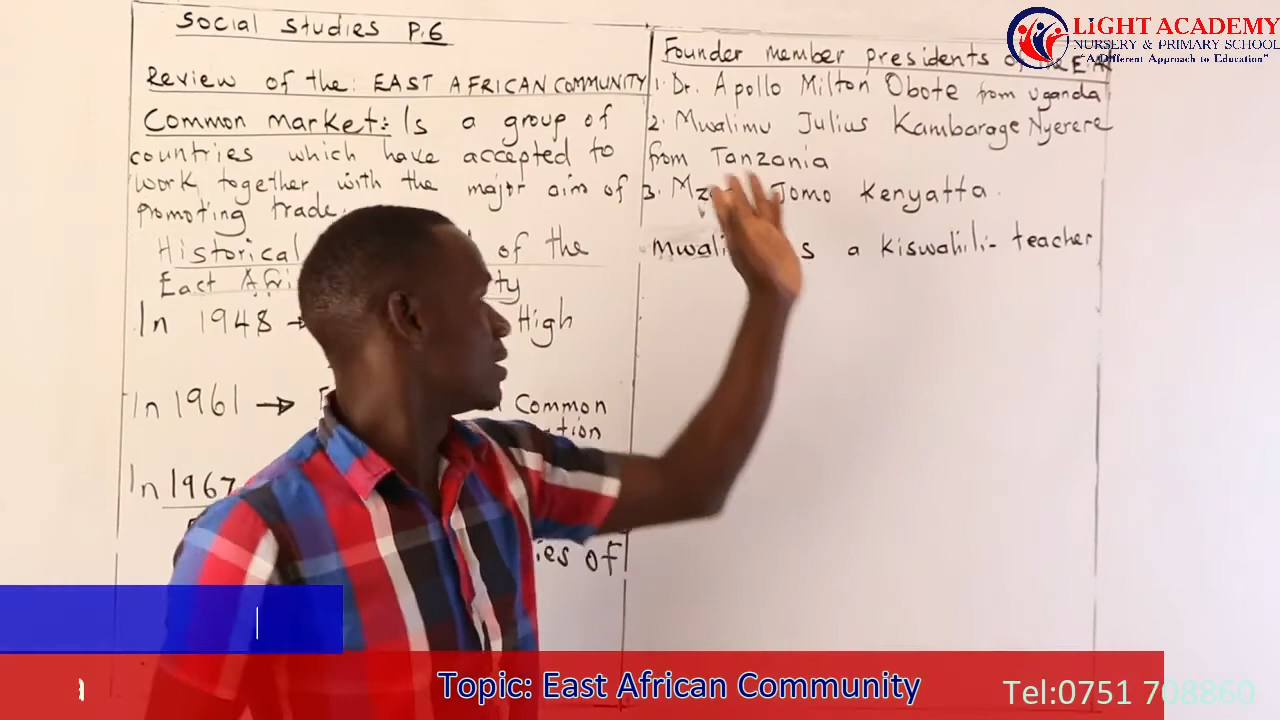 Social Studies P.6
Review of the: EAST AFRICAN COMMUNITY
Common market:- Is a group of
countries which have accepted to
work together with the major aim of
promoting trade.
Historical of the
East
In 1948 → High
In 1961 → Common
In 1967
ies of
Founder member presidents
1. Dr. Apollo Milton Obote from Uganda
2. Mwalimu Julius Kambarage Nyerere
from Tanzania
3. Jomo Kenyatta.
s a Kiswahili- teacher
LIGHT ACADEMY
NURSERY & PRIMARY SCHOOL
"A Different Approach to Education"
Topic: East African Community
Tel:0751 708860